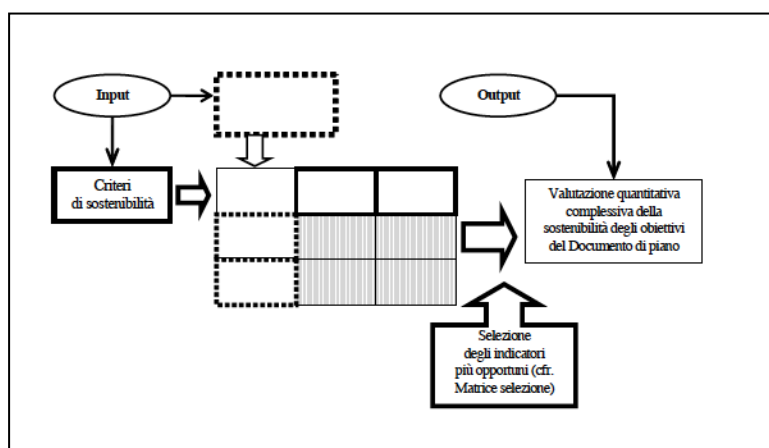 Input
Output
Criteri
di sostenibilità
Valutazione quantitativa
complessiva della
sostenibilità degli obiettivi
del Documento di piano
Selezione
degli indicatori
più opportuni (cfr.
Matrice selezione)